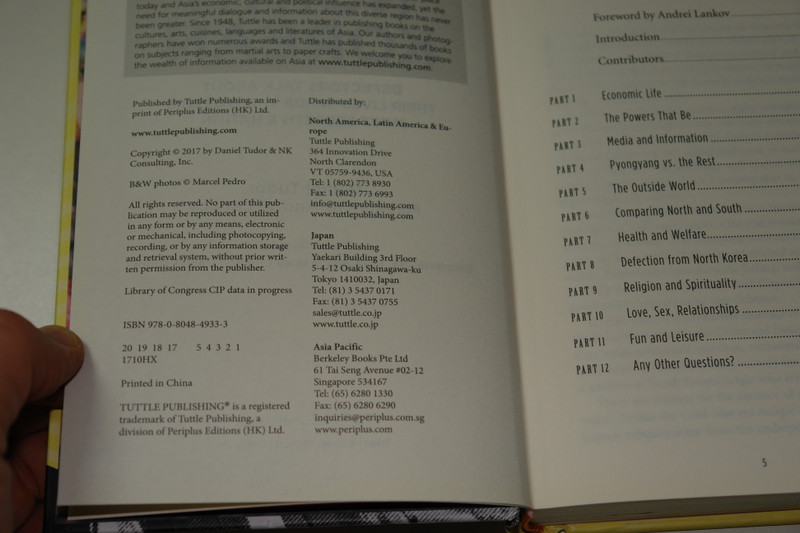 today and Asia's economic, cultural and political influence has expanded, yet the
need for meaningful dialogue and information about this diverse region has never
been greater. Since 1948, Tuttle has been a leader in publishing books on the
cultures, arts, cuisines, languages and literatures of Asia. Our authors and photog-
raphers have won numerous awards and Tuttle has published thousands of books
on subjects ranging from martial arts to paper crafts. We welcome you to explore
the wealth of information available on Asia at www.tuttlepublishing.com.
Published by Tuttle Publishing, an im-
print of Periplus Editions (HK) Ltd.
www.tuttlepublishing.com
Copyright © 2017 by Daniel Tudor & NK
Consulting, Inc.
B&W photos © Marcel Pedro
All rights reserved. No part of this pub-
lication may be reproduced or utilized
in any form or by any means, electronic
or mechanical, including photocopying,
recording, or by any information storage
and retrieval system, without prior writ-
ten permission from the publisher.
Library of Congress CIP data in progress
ISBN 978-0-8048-4933-3
20 19 18 17 5 4 3 2 1
1710HX
Printed in China
TUTTLE PUBLISHING® is a registered
trademark of Tuttle Publishing, a
division of Periplus Editions (HK) Ltd.
Distributed by:
North America, Latin America & Eu-
rope
Tuttle Publishing
364 Innovation Drive
North Clarendon
VT 05759-9436, USA
Tel: 1 (802) 773 8930
Fax: 1 (802) 773 6993
info@tuttlepublishing.com
www.tuttlepublishing.com
Japan
Tuttle Publishing
Yaekari Building 3rd Floor
5-4-12 Osaki Shinagawa-ku
Tokyo 1410032, Japan
Tel: (81) 3 5437 0171
Fax: (81) 3 5437 0755
sales@tuttle.co.jp
www.tuttle.co.jp
Asia Pacific
Berkeley Books Pte Ltd
61 Tai Seng Avenue #02-12
Singapore 534167
Tel: (65) 6280 1330
Fax: (65) 6280 6290
inquiries@periplus.com.sg
www.periplus.com
Foreword by Andrei Lankov
Introduction
Contributors
PART 1 Economic Life
PART 2 The Powers That Be
PART 3 Media and Information
PART 4 Pyongyang vs. the Rest
PART 5 The Outside World
PART 6 Comparing North and South
PART 7 Health and Welfare
PART 8 Defection from North Korea
PART 9 Religion and Spirituality
PART 10 Love, Sex, Relationships
PART 11 Fun and Leisure
PART 12 Any Other Questions?
5